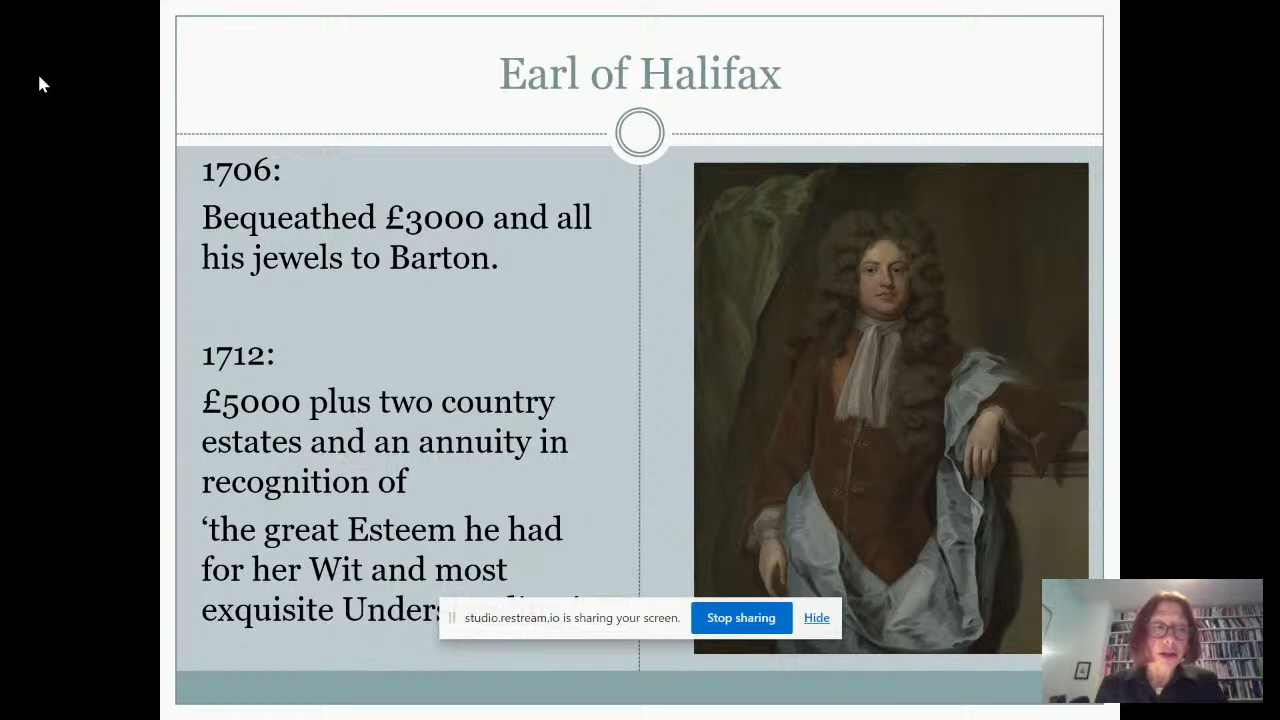 Earl of Halifax
1706:
Bequeathed £3000 and all
his jewels to Barton.
1712:
£5000 plus two country
estates and an annuity in
recognition of
‘the great Esteem he had
for her Wit and most
exquisite
studio.restream.io is sharing your screen.
Stop sharing
Hide